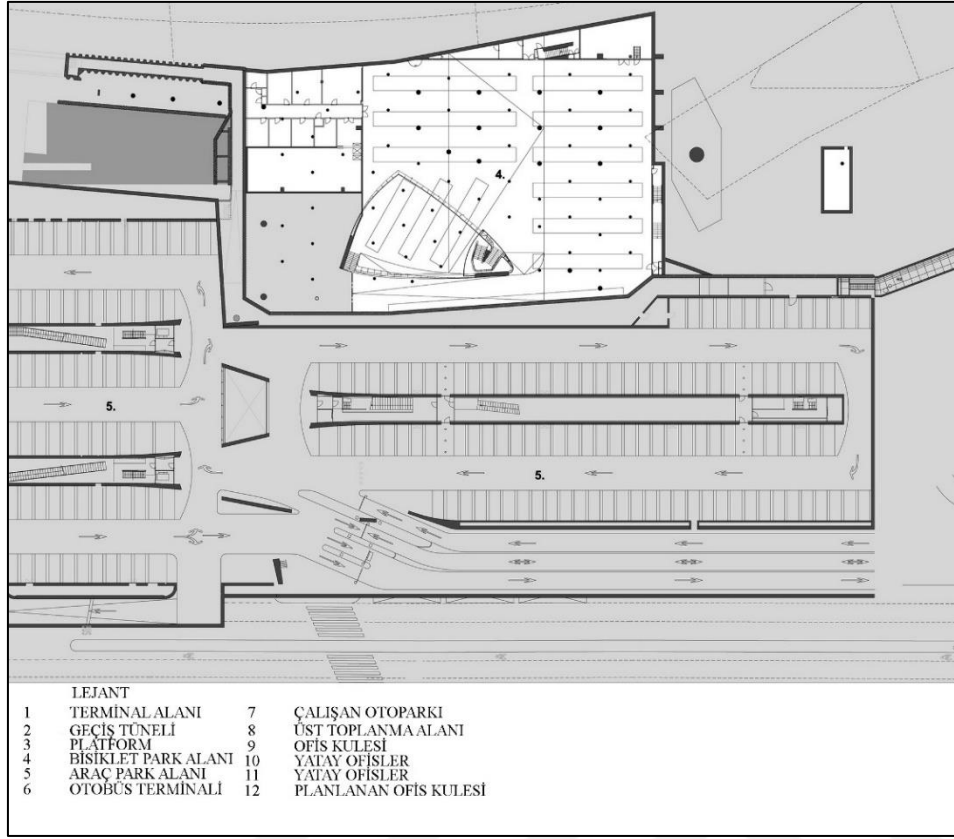 4.
5.
5.
LEJANT
1 TERMİNAL ALANI
2 GEÇİŞ TÜNELİ
3 PLATFORM
4 BİSİKLET PARK ALANI
5 ARAÇ PARK ALANI
6 OTOBÜS TERMİNALİ
7 ÇALIŞAN OTOPARKI
8 ÜST TOPLANMA ALANI
9 OFİS KULESİ
10 YATAY OFİSLER
11 YATAY OFİSLER
12 PLANLANAN OFİS KULESİ